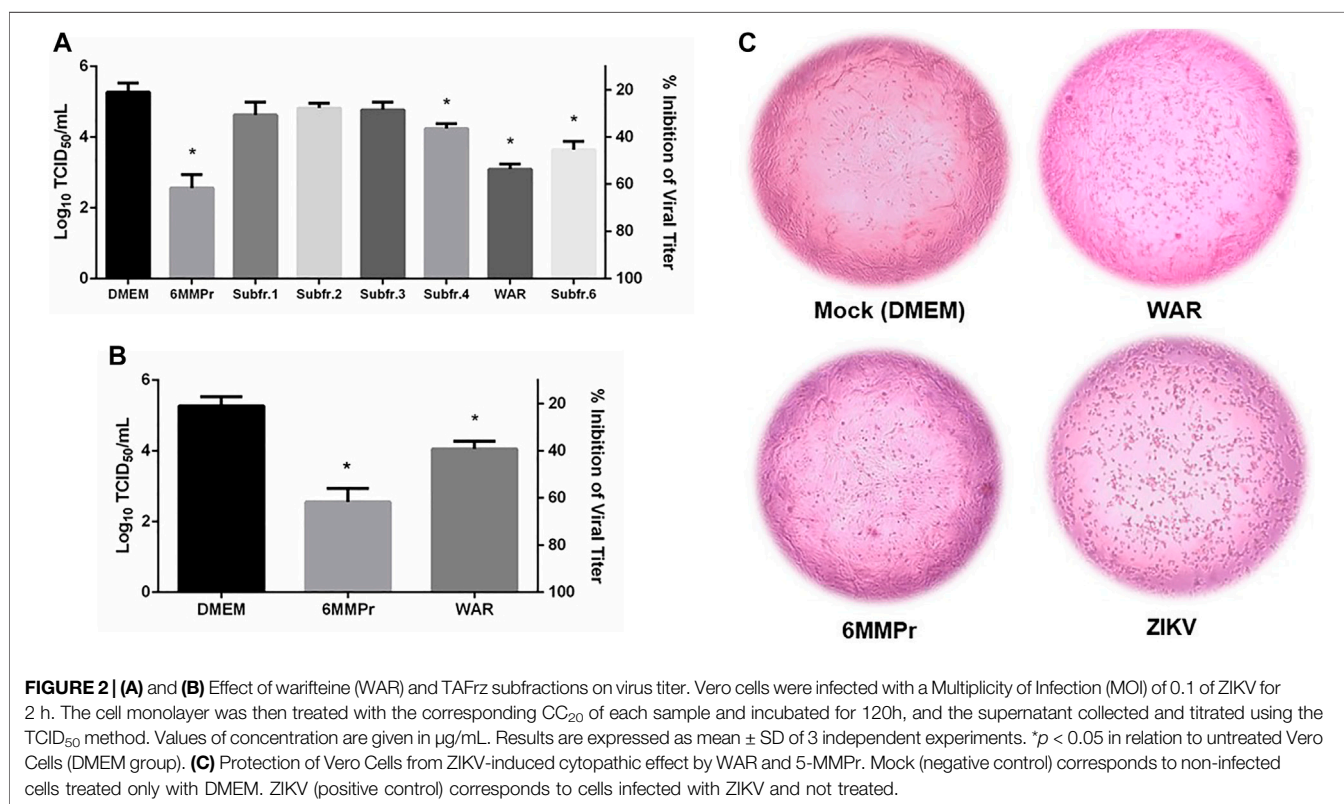 A
6
4
2
0
Log10 TCID50/mL
20
40
60
80
100
% Inibition of Viral Titer
*
*
*
*
DMEM 6MMPr Subfr.1 Subfr.2 Subfr.3 Subfr.4 WAR Subfr.6
B
6
4
2
0
Log10 TCID50/mL
20
40
60
80
100
% Inibition of Viral Titer
*
*
DMEM 6MMPr WAR
C
Mock (DMEM) WAR
6MMPr ZIKV
FIGURE 2 | (A) and (B) Effect of warifteine (WAR) and TAFrz subfractions on virus titer. Vero cells were infected with a Multiplicity of Infection (MOI) of 0.1 of ZIKV for
2 h. The cell monolayer was then treated with the corresponding CC20 of each sample and incubated for 120h, and the supernatant collected and titrated using the
TCID50 method. Values of concentration are given in µg/mL. Results are expressed as mean ± SD of 3 independent experiments. *p < 0.05 in relation to untreated Vero
Cells (DMEM group). (C) Protection of Vero Cells from ZIKV-induced cytopathic effect by WAR and 5-MMPr. Mock (negative control) corresponds to non-infected
cells treated only with DMEM. ZIKV (positive control) corresponds to cells infected with ZIKV and not treated.